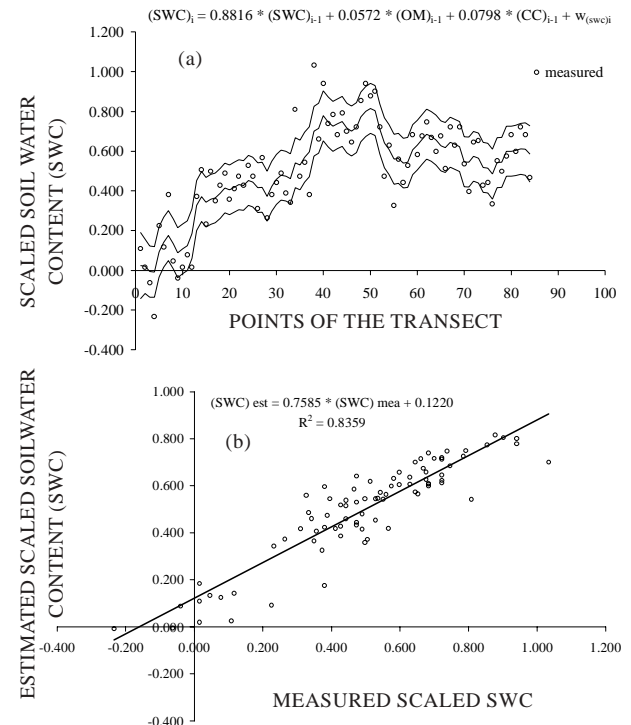 (SWC)i = 0.8816 * (SWC)i-1 + 0.0572 * (OM)i-1 + 0.0798 * (CC)i-1 + w(swc)i
1.200
(a)
1.000
measured
0.800
0.600
0.400
0.200
0.000
0 10 20 30 40 50 60 70 80 90 100
-0.200
POINTS OF THE TRANSECT
-0.400
SCALED SOIL WATER
CONTENT (SWC)
1.000
(SWC) est = 0.7585 * (SWC) mea + 0.1220
R2 = 0.8359
0.800
(b)
0.600
0.400
0.200
0.000
-0.400 -0.200 0.000 0.200 0.400 0.600 0.800 1.000 1.200
-0.200
MEASURED SCALED SWC
-0.400
ESTIMATED SCALED SOILWATER
CONTENT (SWC)